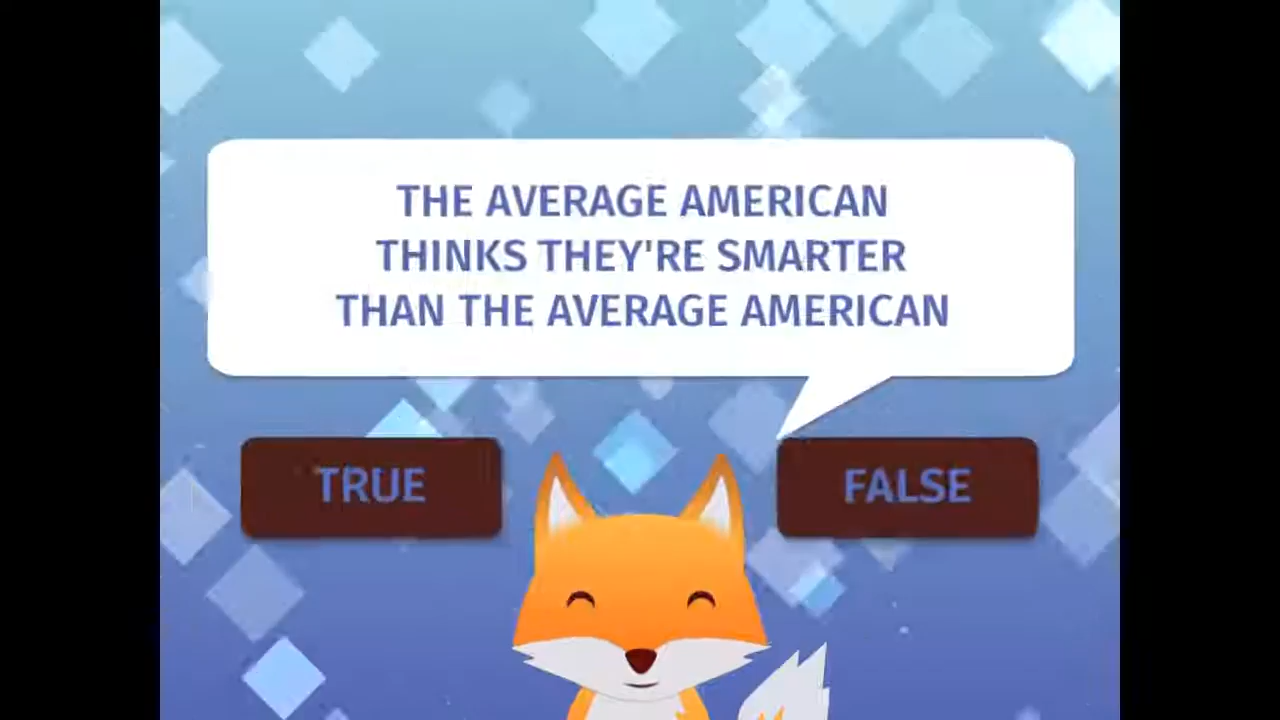 THE AVERAGE AMERICAN
THINKS THEY'RE SMARTER
THAN THE AVERAGE AMERICAN
TRUE
FALSE